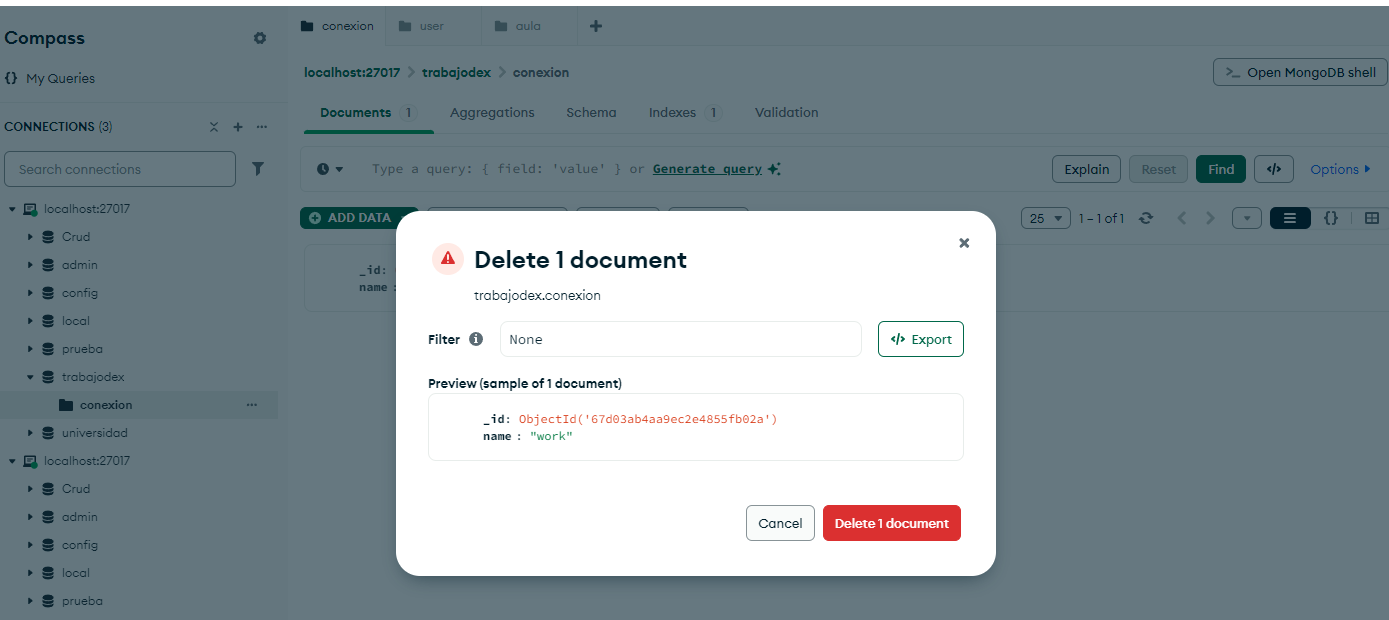 Compass
My Queries
CONNECTIONS (3)
Search connections
localhost:27017
Crud
admin
config
local
prueba
trabajodex
conexion
universidad
localhost:27017
Crud
admin
config
local
prueba
conexion user aula
localhost:27017 > trabajodex > conexion
>_ Open MongoDB shell
Documents 1 Aggregations Schema Indexes 1 Validation
Type a query: { field: 'value' } or Generate query
Explain Reset Find </> Options
ADD DATA
25 1 – 1 of 1 {}
_id:
name :
Delete 1 document
trabajodex.conexion
Filter None </> Export
Preview (sample of 1 document)
_id: ObjectId('67d03ab4aa9ec2e4855fb02a')
name : "work"
Cancel Delete 1 document